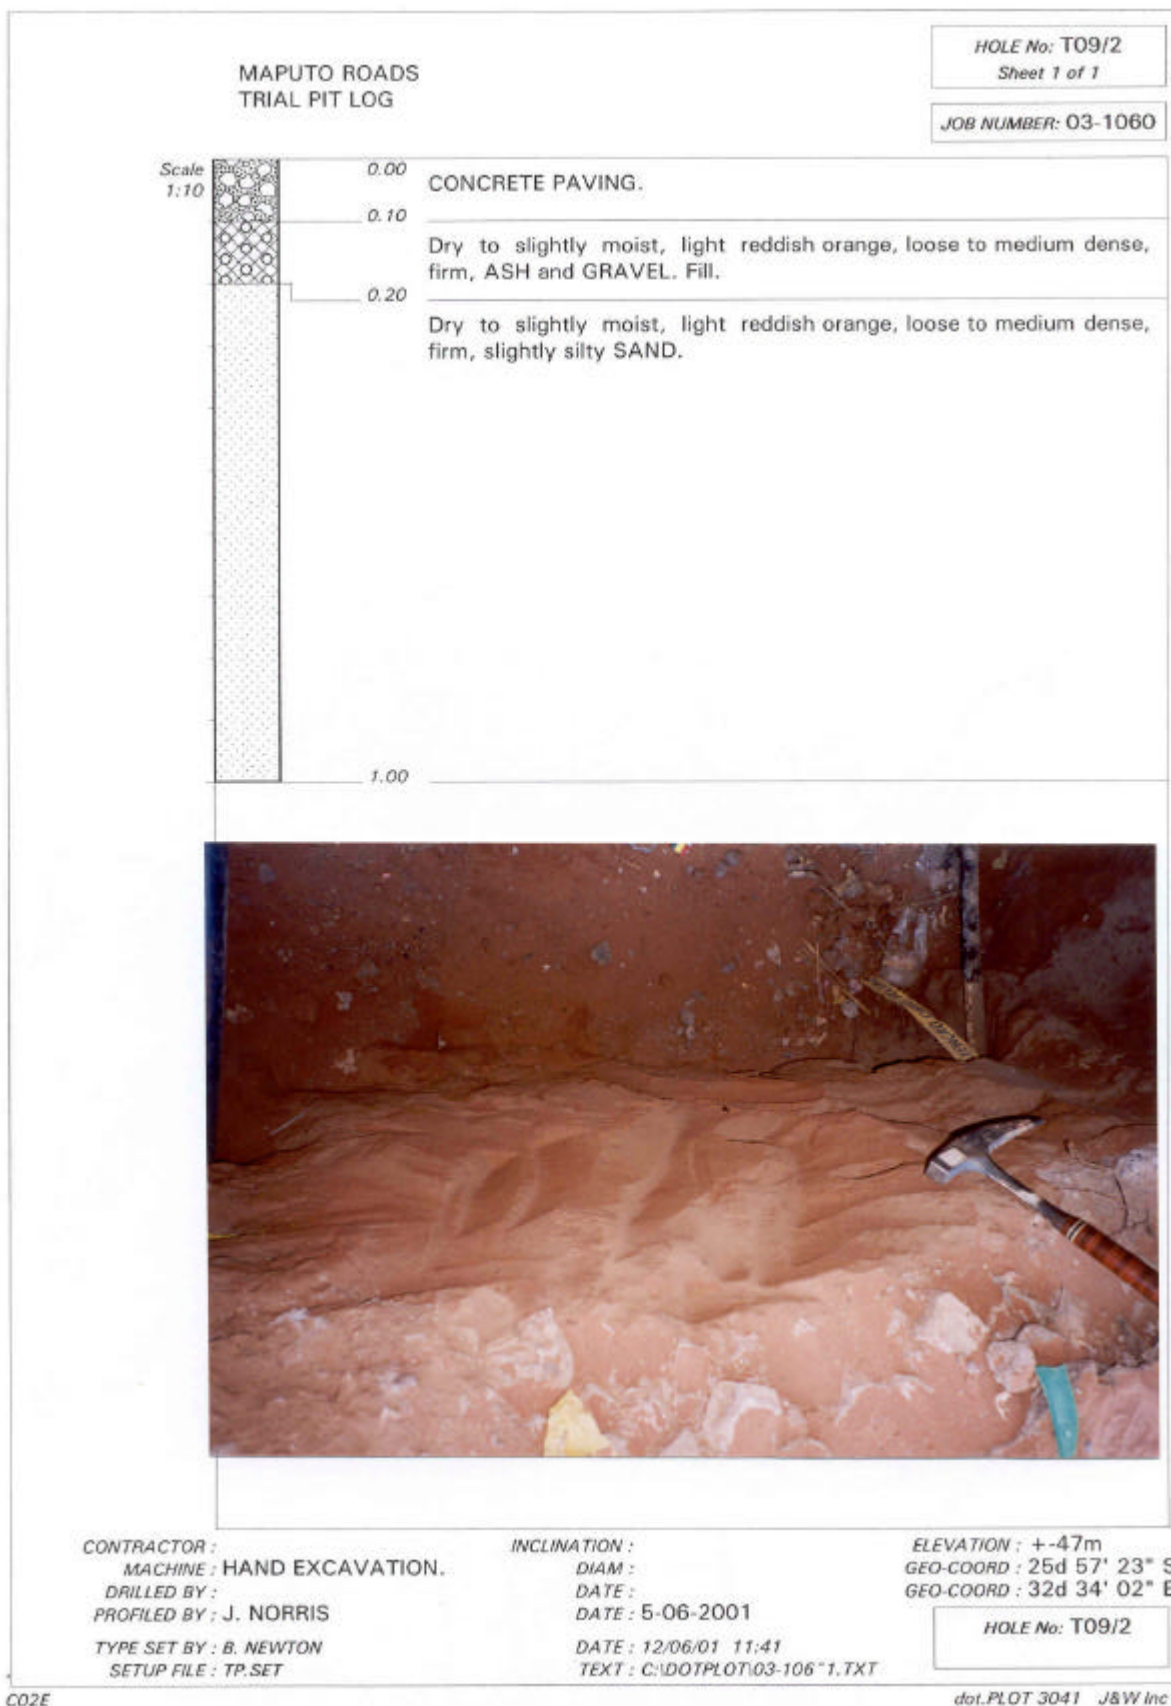 HOLE No: T09/2
Sheet 1 of 1
MAPUTO ROADS
TRIAL PIT LOG
JOB NUMBER: 03-1060
Scale
1:10
0.00
CONCRETE PAVING.
0.10
Dry to slightly moist, light reddish orange, loose to medium dense,
firm, ASH and GRAVEL. Fill.
0.20
Dry to slightly moist, light reddish orange, loose to medium dense,
firm, slightly silty SAND.
1.00
CONTRACTOR :
MACHINE : HAND EXCAVATION.
DRILLED BY :
PROFILED BY : J. NORRIS
TYPE SET BY : B. NEWTON
SETUP FILE : TP.SET
INCLINATION :
DIAM :
DATE :
DATE : 5-06-2001
DATE : 12/06/01 11:41
TEXT : C:\DOTPLOT\03-106~1.TXT
ELEVATION : +-47m
GEO-COORD : 25d 57' 23" S
GEO-COORD : 32d 34' 02" E
HOLE No: T09/2
C02E
dot.PLOT 3041 J&W Inc